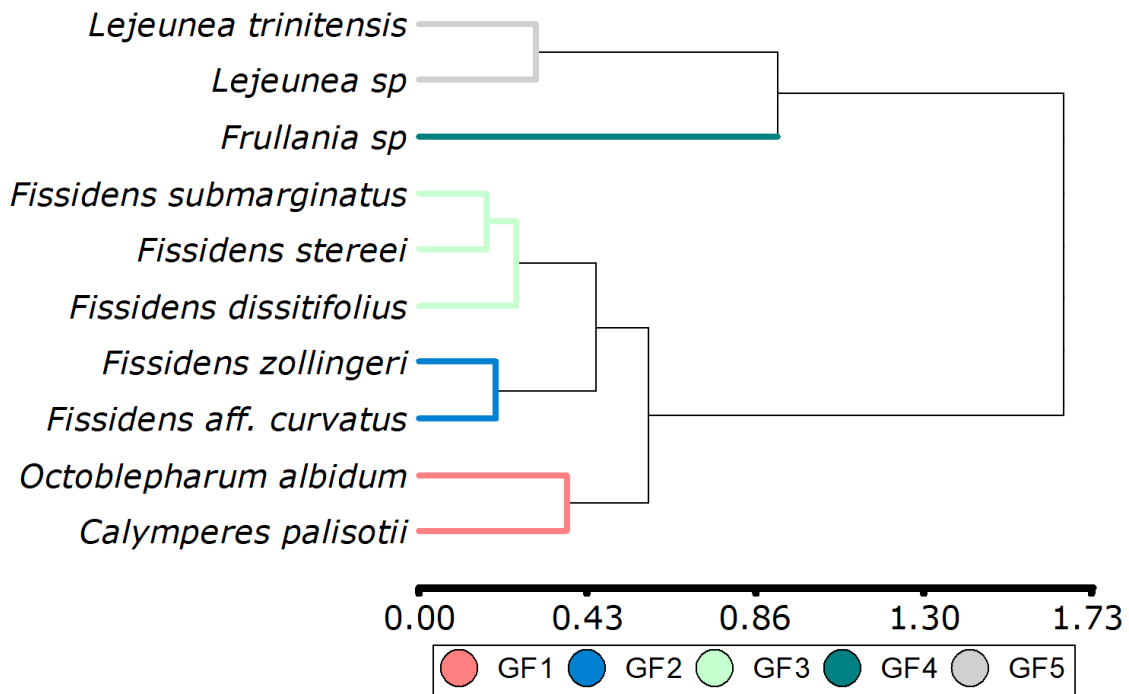 Lejeunea trinitensis
Lejeunea sp
Frullania sp
Fissidens submarginatus
Fissidens stereei
Fissidens dissitifolius
Fissidens zollingeri
Fissidens aff. curvatus
Octoblepharum albidum
Calymperes palisotii
0.00 0.43 0.86 1.30 1.73
GF1 GF2 GF3 GF4 GF5